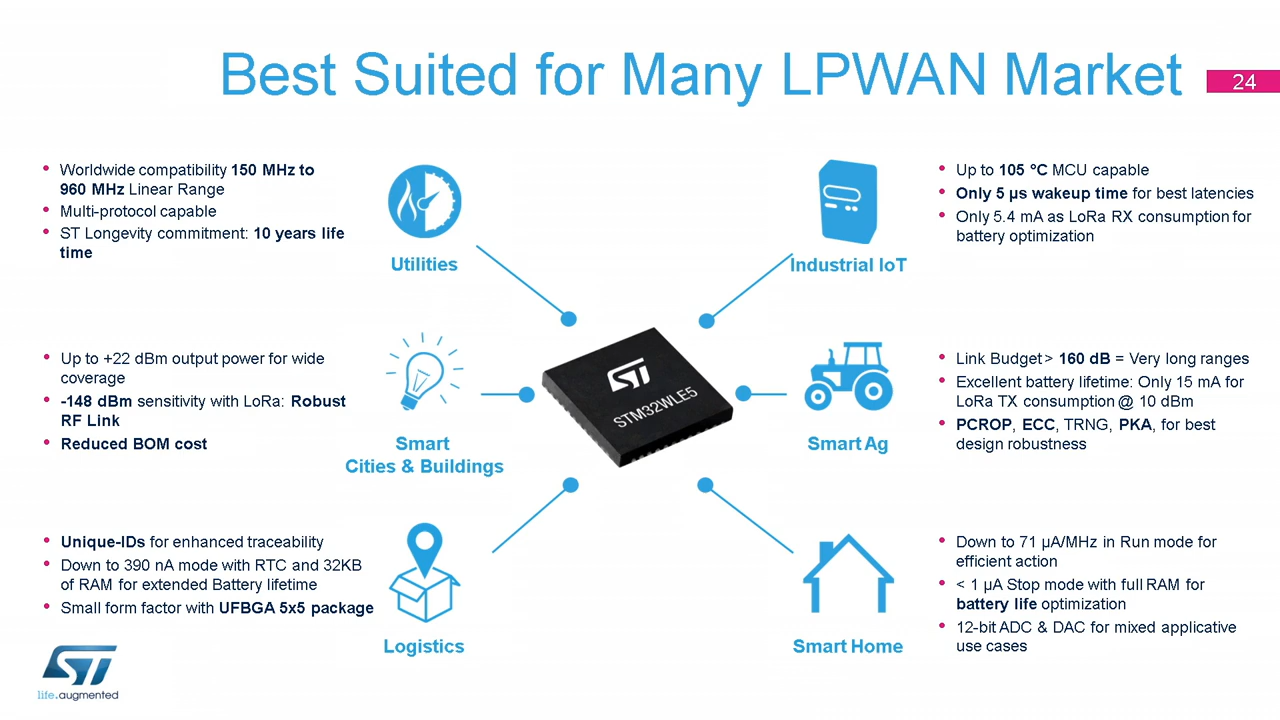 Best Suited for Many LPWAN Market
24
• Worldwide compatibility 150 MHz to
960 MHz Linear Range
• Multi-protocol capable
• ST Longevity commitment: 10 years life
time
Utilities
Industrial IoT
• Up to 105 °C MCU capable
• Only 5 µs wakeup time for best latencies
• Only 5.4 mA as LoRa RX consumption for
battery optimization
• Up to +22 dBm output power for wide
coverage
• -148 dBm sensitivity with LoRa: Robust
RF Link
• Reduced BOM cost
Smart
Cities & Buildings
ST
STM32WLE5
Smart Ag
• Link Budget > 160 dB = Very long ranges
• Excellent battery lifetime: Only 15 mA for
LoRa TX consumption @ 10 dBm
• PCROP, ECC, TRNG, PKA, for best
design robustness
• Unique-IDs for enhanced traceability
• Down to 390 nA mode with RTC and 32KB
of RAM for extended Battery lifetime
• Small form factor with UFBGA 5x5 package
Logistics
Smart Home
• Down to 71 µA/MHz in Run mode for
efficient action
• < 1 µA Stop mode with full RAM for
battery life optimization
• 12-bit ADC & DAC for mixed applicative
use cases
ST
life.augmented